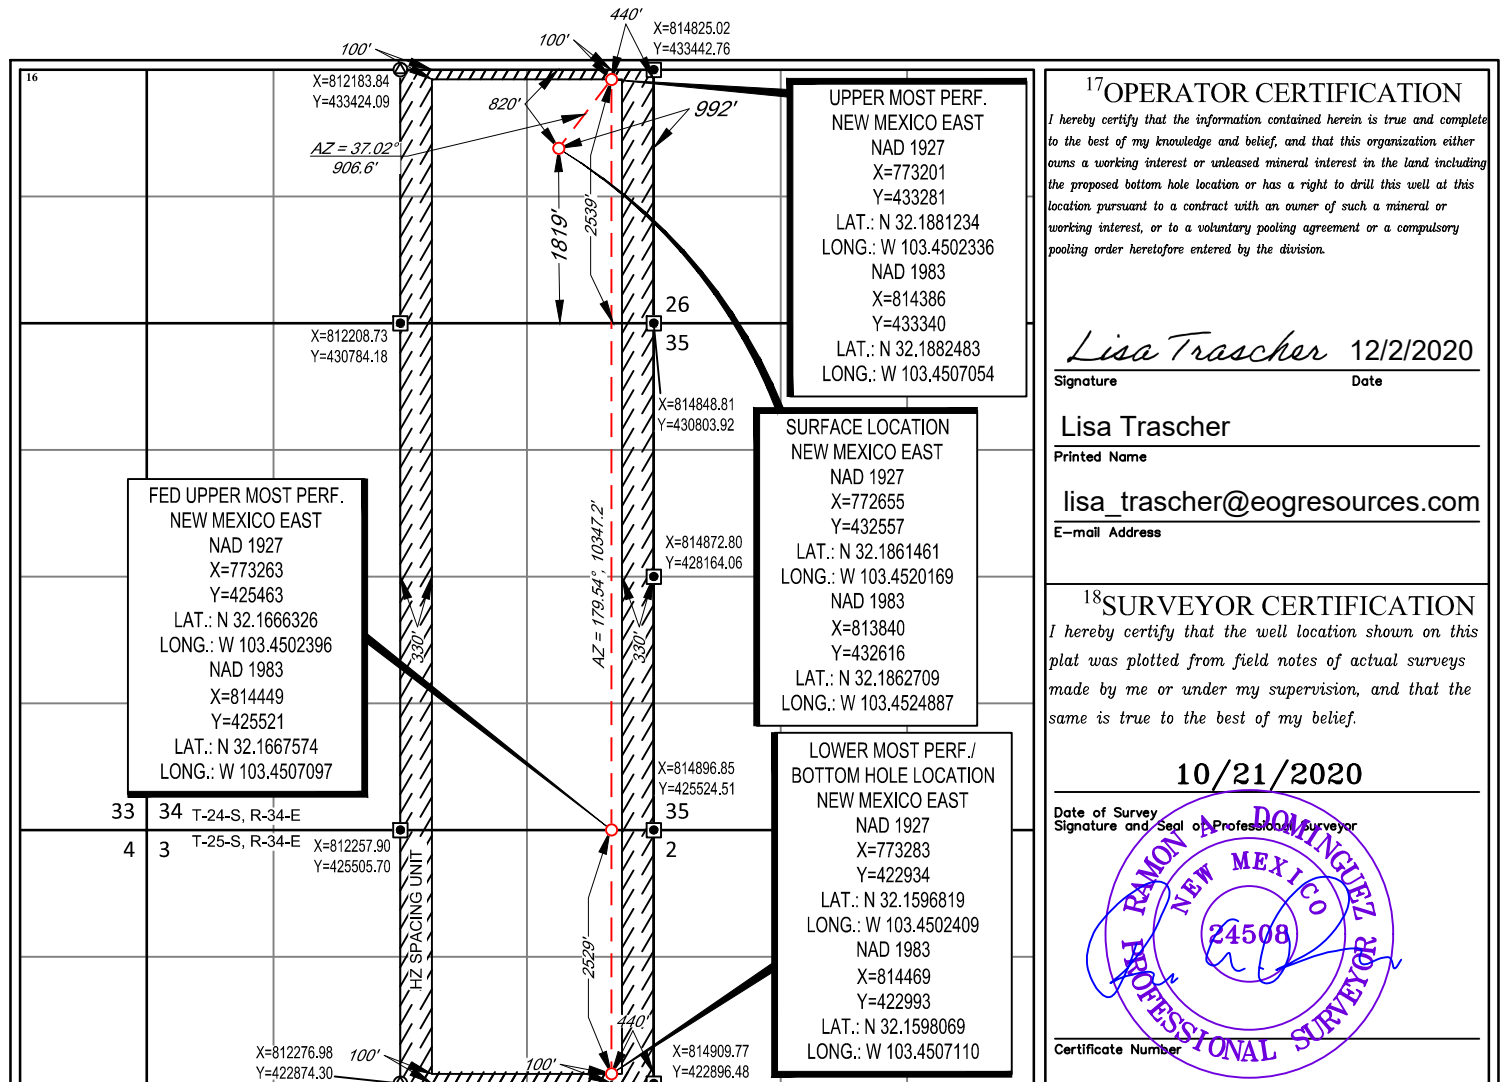 16
440'
X=814825.02
Y=433442.76
100'
100'
X=812183.84
Y=433424.09
820'
992'
AZ = 37.02°
906.6'
1819'
2539'
UPPER MOST PERF.
NEW MEXICO EAST
NAD 1927
X=773201
Y=433281
LAT.: N 32.1881234
LONG.: W 103.4502336
NAD 1983
X=814386
Y=433340
LAT.: N 32.1882483
LONG.: W 103.4507054
26
35
X=812208.73
Y=430784.18
X=814848.81
Y=430803.92
SURFACE LOCATION
NEW MEXICO EAST
NAD 1927
X=772655
Y=432557
LAT.: N 32.1861461
LONG.: W 103.4520169
NAD 1983
X=813840
Y=432616
LAT.: N 32.1862709
LONG.: W 103.4524887
FED UPPER MOST PERF.
NEW MEXICO EAST
NAD 1927
X=773263
Y=425463
LAT.: N 32.1666326
LONG.: W 103.4502396
NAD 1983
X=814449
Y=425521
LAT.: N 32.1667574
LONG.: W 103.4507097
X=814872.80
Y=428164.06
AZ = 179.54°, 10347.2'
330'
330'
LOWER MOST PERF./
BOTTOM HOLE LOCATION
NEW MEXICO EAST
NAD 1927
X=773283
Y=422934
LAT.: N 32.1596819
LONG.: W 103.4502409
NAD 1983
X=814469
Y=422993
LAT.: N 32.1598069
LONG.: W 103.4507110
X=814896.85
Y=425524.51
33 34 T-24-S, R-34-E
4 3 T-25-S, R-34-E
35
2
X=812257.90
Y=425505.70
HZ SPACING UNIT
2529'
440'
X=812276.98
Y=422874.30
100'
100'
X=814909.77
Y=422896.48
17OPERATOR CERTIFICATION
I hereby certify that the information contained herein is true and complete
to the best of my knowledge and belief, and that this organization either
owns a working interest or unleased mineral interest in the land including
the proposed bottom hole location or has a right to drill this well at this
location pursuant to a contract with an owner of such a mineral or
working interest, or to a voluntary pooling agreement or a compulsory
pooling order heretofore entered by the division.
Lisa Trascher 12/2/2020
Signature Date
Lisa Trascher
Printed Name
lisa_trascher@eogresources.com
E-mail Address
18SURVEYOR CERTIFICATION
I hereby certify that the well location shown on this
plat was plotted from field notes of actual surveys
made by me or under my supervision, and that the
same is true to the best of my belief.
10/21/2020
Date of Survey
Signature and Seal of Professional Surveyor
RAMON A. DOMINGUEZ
NEW MEXICO
24508
PROFESSIONAL SURVEYOR
Certificate Number